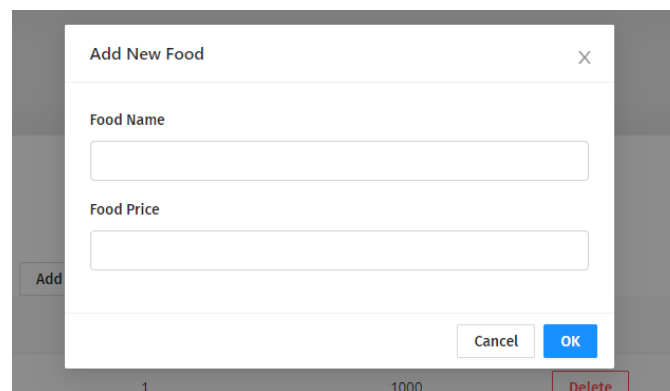 Add New Food
X
Food Name
Food Price
Add
Cancel OK
1 1000 Delete